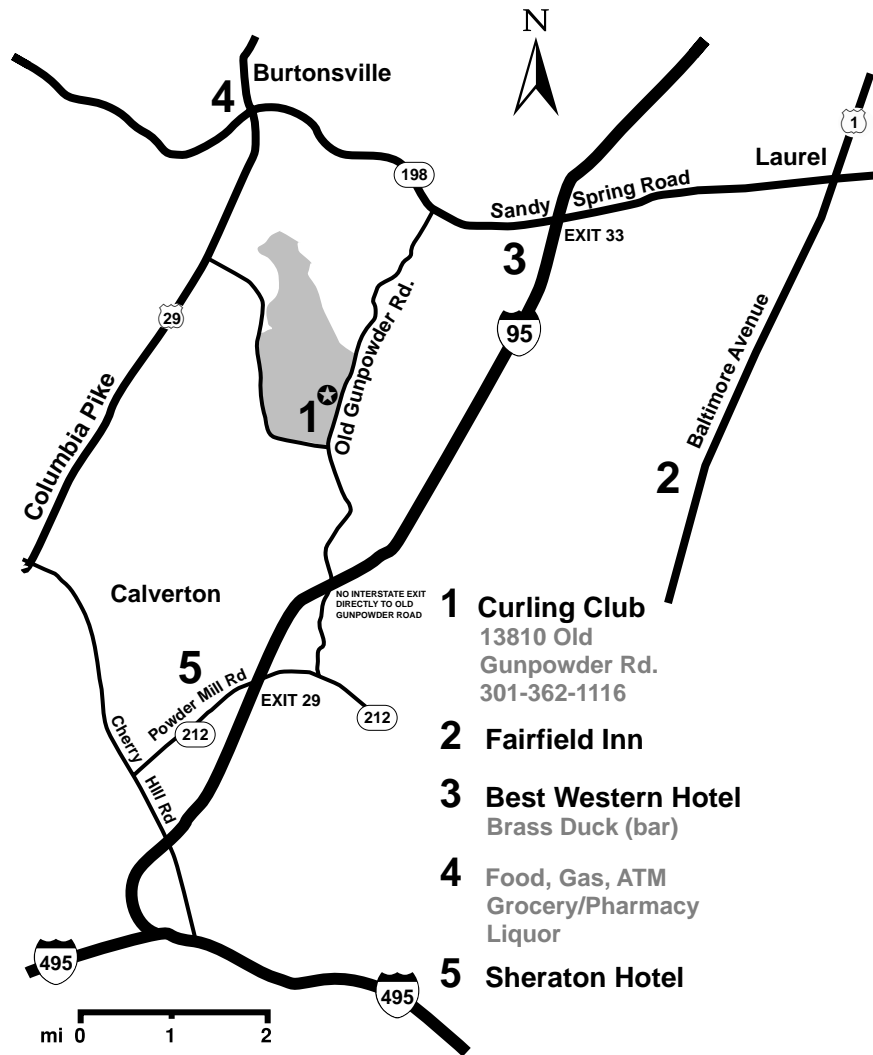 N
Burtonsville
4
1
Laurel
198
Sandy Spring Road
EXIT 33
3
29
95
Old Gunpowder Rd.
1
Columbia Pike
Baltimore Avenue
2
Calverton
NO INTERSTATE EXIT
DIRECTLY TO OLD
GUNPOWDER ROAD
5
Powder Mill Rd
EXIT 29
212
212
Cherry Hill Rd
495
495
mi 0 1 2
1 Curling Club
13810 Old
Gunpowder Rd.
301-362-1116
2 Fairfield Inn
3 Best Western Hotel
Brass Duck (bar)
4 Food, Gas, ATM
Grocery/Pharmacy
Liquor
5 Sheraton Hotel